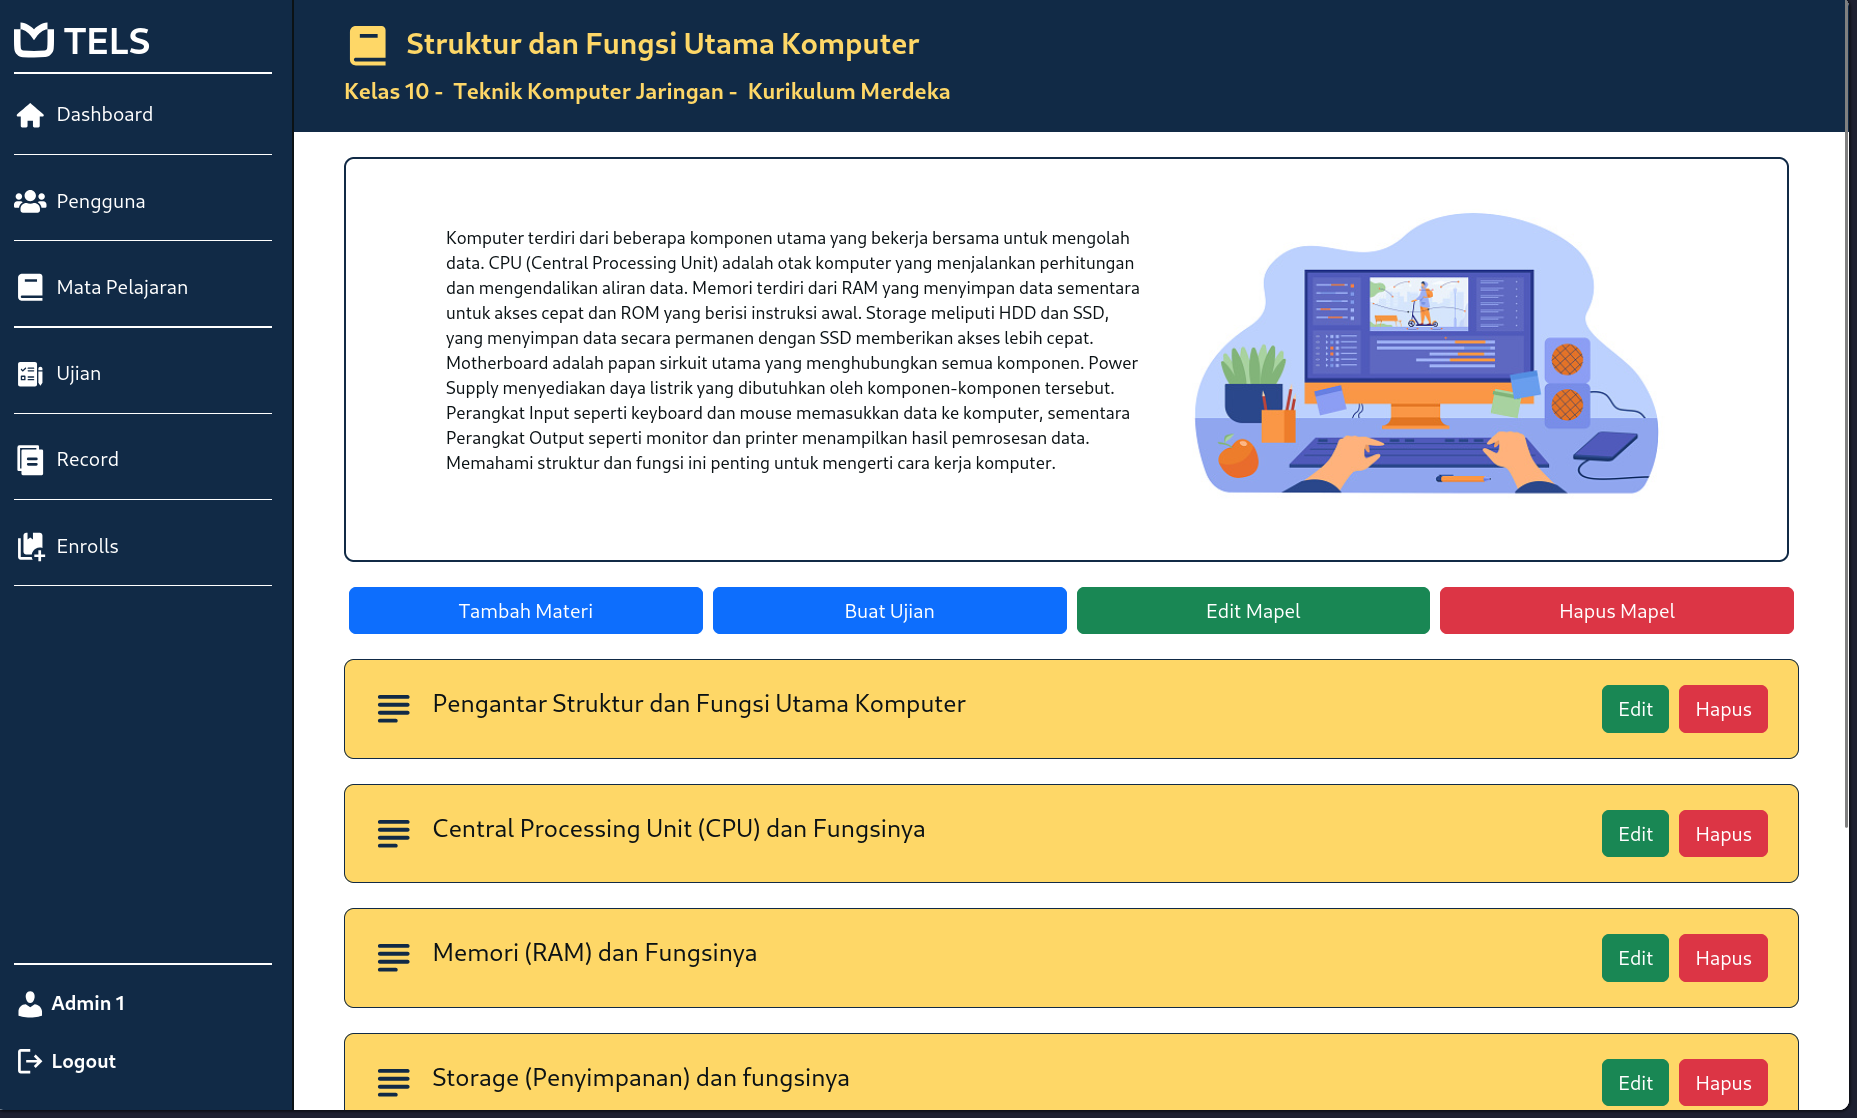 TELS
Dashboard
Pengguna
Mata Pelajaran
Ujian
Record
Enrolls
Admin 1
Logout
Struktur dan Fungsi Utama Komputer
Kelas 10 - Teknik Komputer Jaringan - Kurikulum Merdeka
Komputer terdiri dari beberapa komponen utama yang bekerja bersama untuk mengolah
data. CPU (Central Processing Unit) adalah otak komputer yang menjalankan perhitungan
dan mengendalikan aliran data. Memori terdiri dari RAM yang menyimpan data sementara
untuk akses cepat dan ROM yang berisi instruksi awal. Storage meliputi HDD dan SSD,
yang menyimpan data secara permanen dengan SSD memberikan akses lebih cepat.
Motherboard adalah papan sirkuit utama yang menghubungkan semua komponen. Power
Supply menyediakan daya listrik yang dibutuhkan oleh komponen-komponen tersebut.
Perangkat Input seperti keyboard dan mouse memasukkan data ke komputer, sementara
Perangkat Output seperti monitor dan printer menampilkan hasil pemrosesan data.
Memahami struktur dan fungsi ini penting untuk mengerti cara kerja komputer.
Tambah Materi
Buat Ujian
Edit Mapel
Hapus Mapel
Pengantar Struktur dan Fungsi Utama Komputer
Edit
Hapus
Central Processing Unit (CPU) dan Fungsinya
Edit
Hapus
Memori (RAM) dan Fungsinya
Edit
Hapus
Storage (Penyimpanan) dan fungsinya
Edit
Hapus